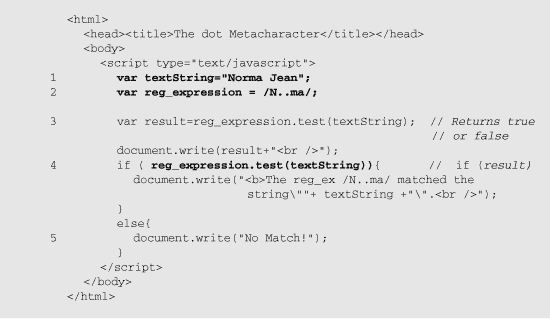 <html>
<head><title>The dot Metacharacter</title></head>
<body>
<script type="text/javascript">
1 var textString="Norma Jean";
2 var reg_expression = /N..ma/;
3 var result=reg_expression.test(textString); // Returns true
// or false
document.write(result+"<br />");
4 if ( reg_expression.test(textString)){ // if (result)
document.write("<b>The reg_ex /N..ma/ matched the
string\""+ textString +"\".<br />");
}
else{
5 document.write("No Match!");
}
</script>
</body>
</html>